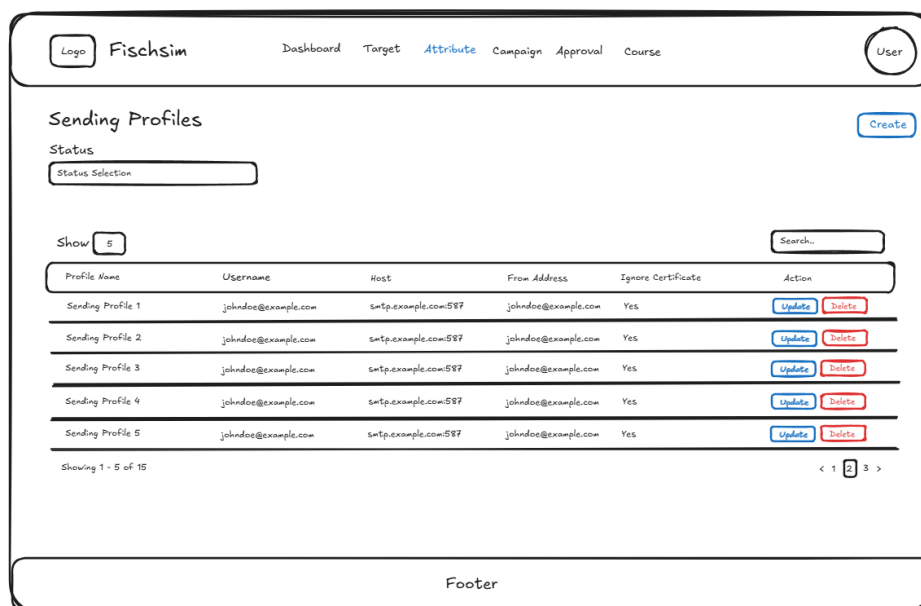 Logo Fischsim Dashboard Target Attribute Campaign Approval Course User
Sending Profiles
Create
Status
Status Selection
Show 5
Search..
Profile Name Username Host From Address Ignore Certificate Action
Sending Profile 1 johndoe@example.com smtp.example.com:587 johndoe@example.com Yes Update Delete
Sending Profile 2 johndoe@example.com smtp.example.com:587 johndoe@example.com Yes Update Delete
Sending Profile 3 johndoe@example.com smtp.example.com:587 johndoe@example.com Yes Update Delete
Sending Profile 4 johndoe@example.com smtp.example.com:587 johndoe@example.com Yes Update Delete
Sending Profile 5 johndoe@example.com smtp.example.com:587 johndoe@example.com Yes Update Delete
Showing 1 - 5 of 15
< 1 2 3 >
Footer